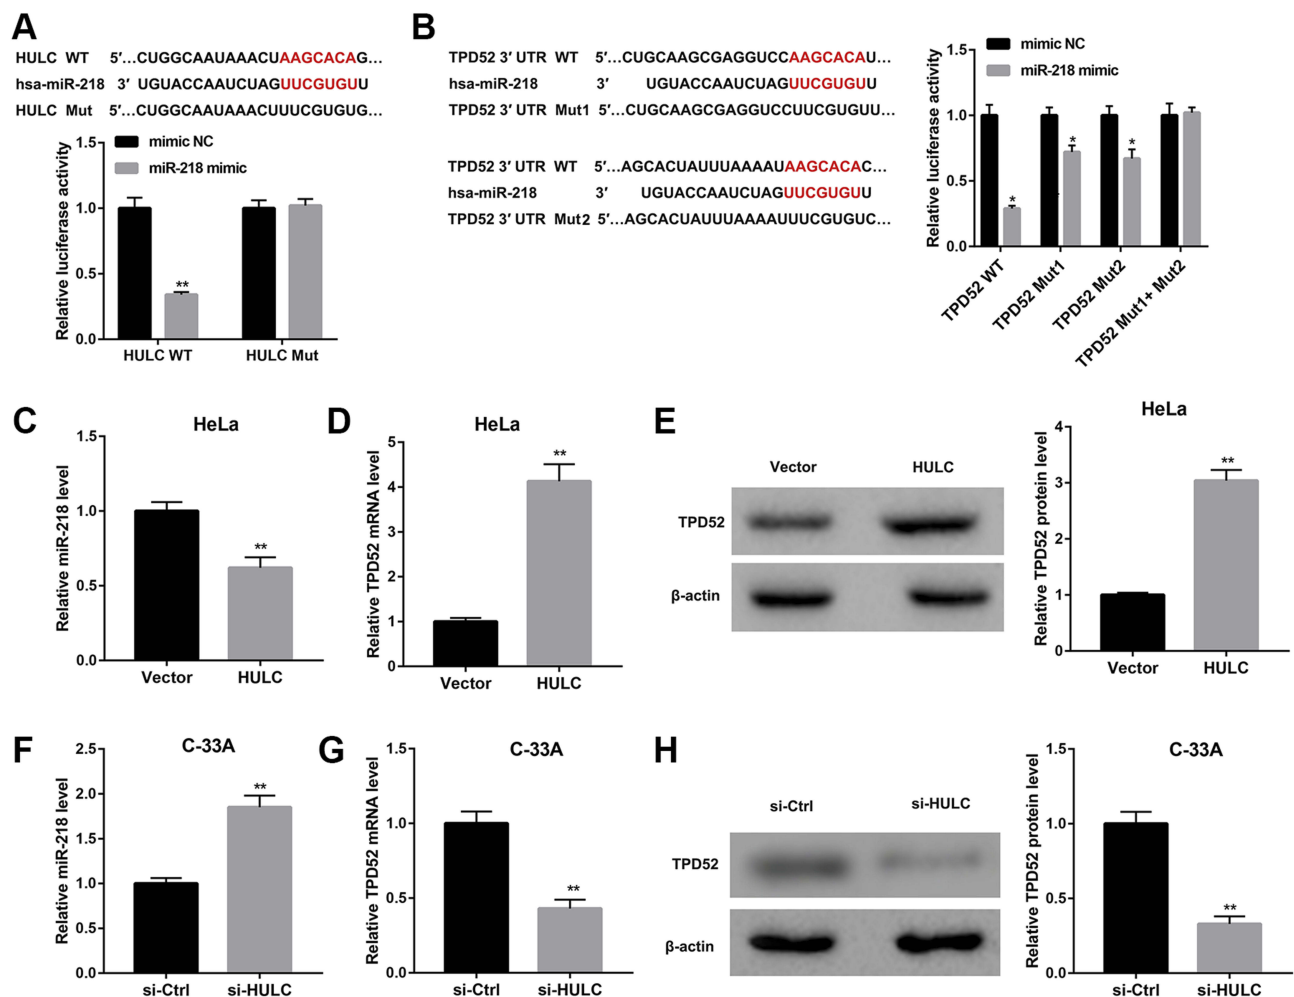 A
HULC WT 5′…CUGGCAAUAAACUAAGCACAG…
hsa-miR-218 3′ UGUACCAAUCUAGUUCGUGUU
HULC Mut 5′…CUGGCAAUAAACUUUCGUGUG…
mimic NC
miR-218 mimic
Relative luciferase activity
1.5
1.0
0.5
0.0
**
HULC WT
HULC Mut
B
TPD52 3′ UTR WT 5′…CUGCAAGCGAGGUCCAAGCACAU…
hsa-miR-218 3′ UGUACCAAUCUAGUUCGUGUU
TPD52 3′ UTR Mut1 5′…CUGCAAGCGAGGUCCUUCGUGUU…
TPD52 3′ UTR WT 5′…AGCACUAUUUAAAAUAAGCACAC…
hsa-miR-218 3′ UGUACCAAUCUAGUUCGUGUU
TPD52 3′ UTR Mut2 5′…AGCACUAUUUAAAAUUUCGUGUC…
mimic NC
miR-218 mimic
Relative luciferase activity
1.5
1.0
0.5
0.0
*
*
*
TPD52 WT
TPD52 Mut1
TPD52 Mut2
TPD52 Mut1+ Mut2
C
HeLa
Relative miR-218 level
1.5
1.0
0.5
0.0
**
Vector
HULC
D
HeLa
Relative TPD52 mRNA level
5
4
3
2
1
0
**
Vector
HULC
E
Vector
HULC
TPD52
β-actin
HeLa
Relative TPD52 protein level
4
3
2
1
0
**
Vector
HULC
F
C-33A
Relative miR-218 level
2.5
2.0
1.5
1.0
0.5
0.0
**
si-Ctrl
si-HULC
G
C-33A
Relative TPD52 mRNA level
1.5
1.0
0.5
0.0
**
si-Ctrl
si-HULC
H
si-Ctrl
si-HULC
TPD52
β-actin
C-33A
Relative TPD52 protein level
1.5
1.0
0.5
0.0
**
si-Ctrl
si-HULC